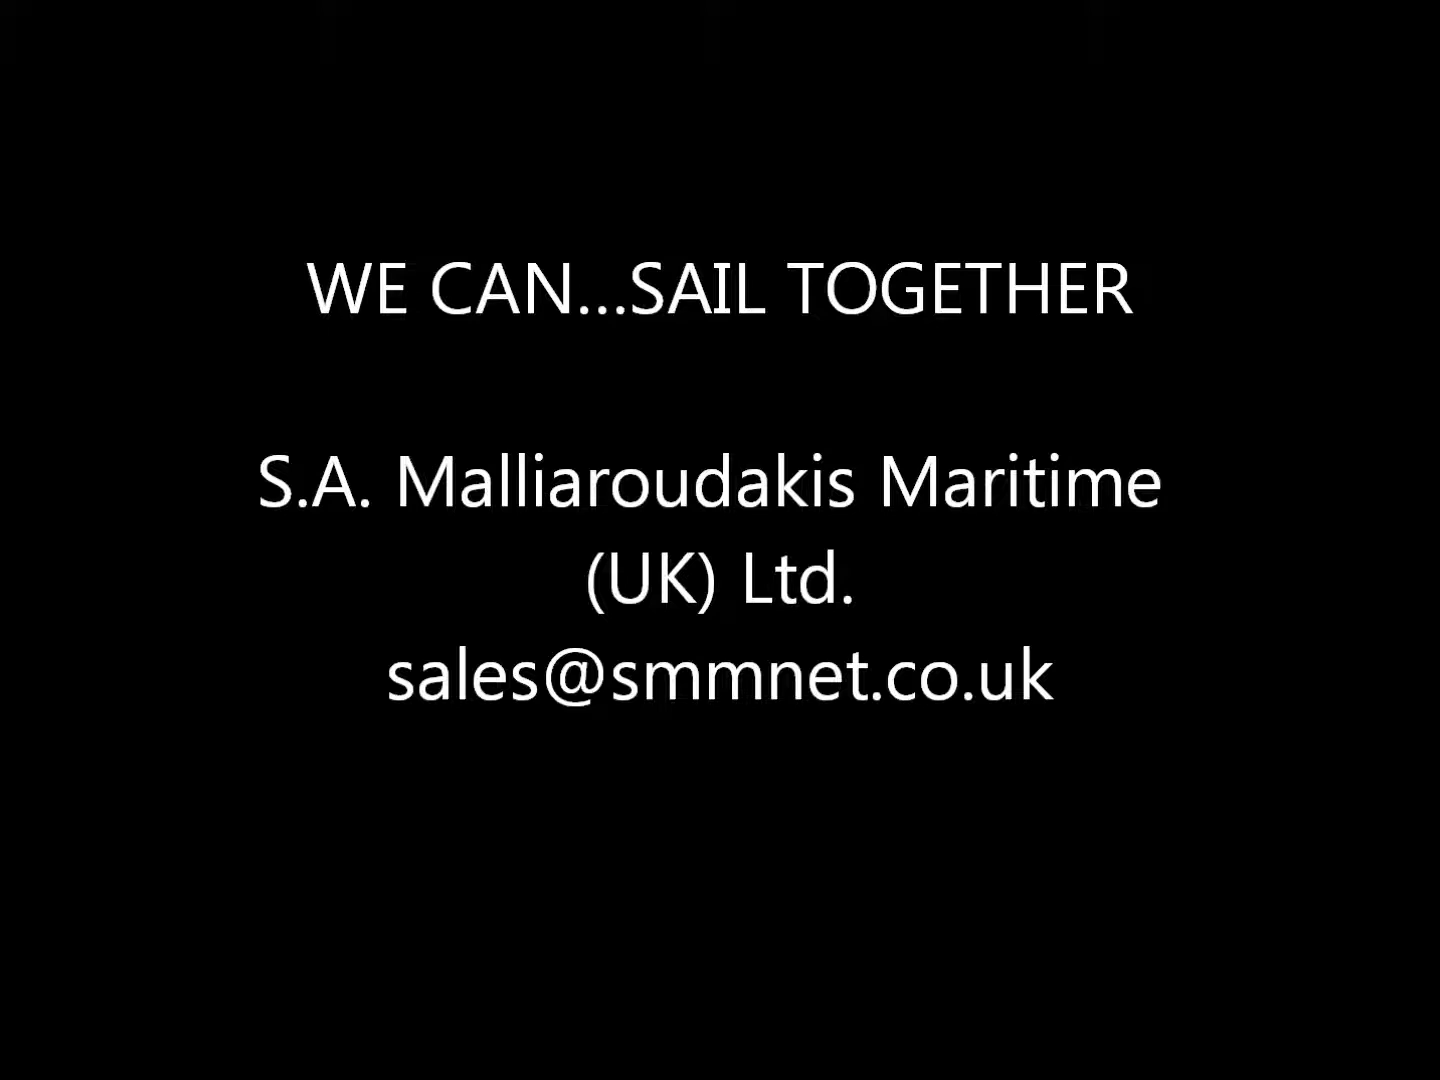 WE CAN...SAIL TOGETHER
S.A. Malliaroudakis Maritime
(UK) Ltd.
sales@smmnet.co.uk